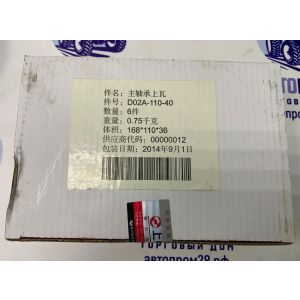 件名：主轴承上瓦
件号：D02A-110-40
数量：6件
重量：0.75千克
体积：168*110*36
供应商代码：00000012
包装日期：2014年9月1日
ТОРГОВЫЙ ДОМ
автопром28.рф